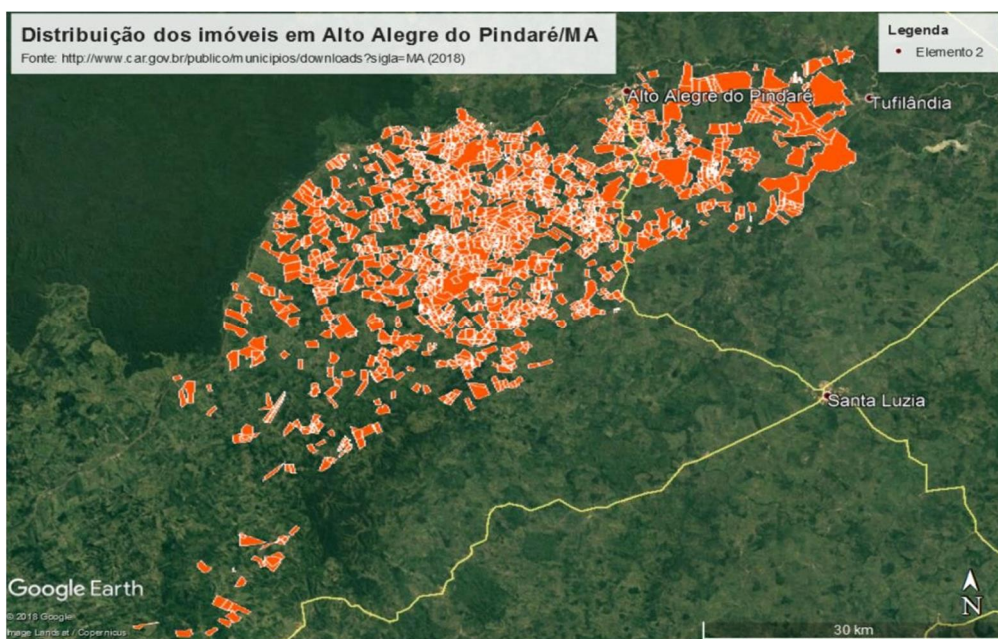 Distribuição dos imóveis em Alto Alegre do Pindaré/MA
Fonte: http://www.car.gov.br/publico/municipios/downloads?sigla=MA (2018)
Legenda
Elemento 2
Alto Alegre do Pindaré
Tufilândia
Santa Luzia
Google Earth
© 2018 Google
Image Landsat / Copernicus
N
30 km